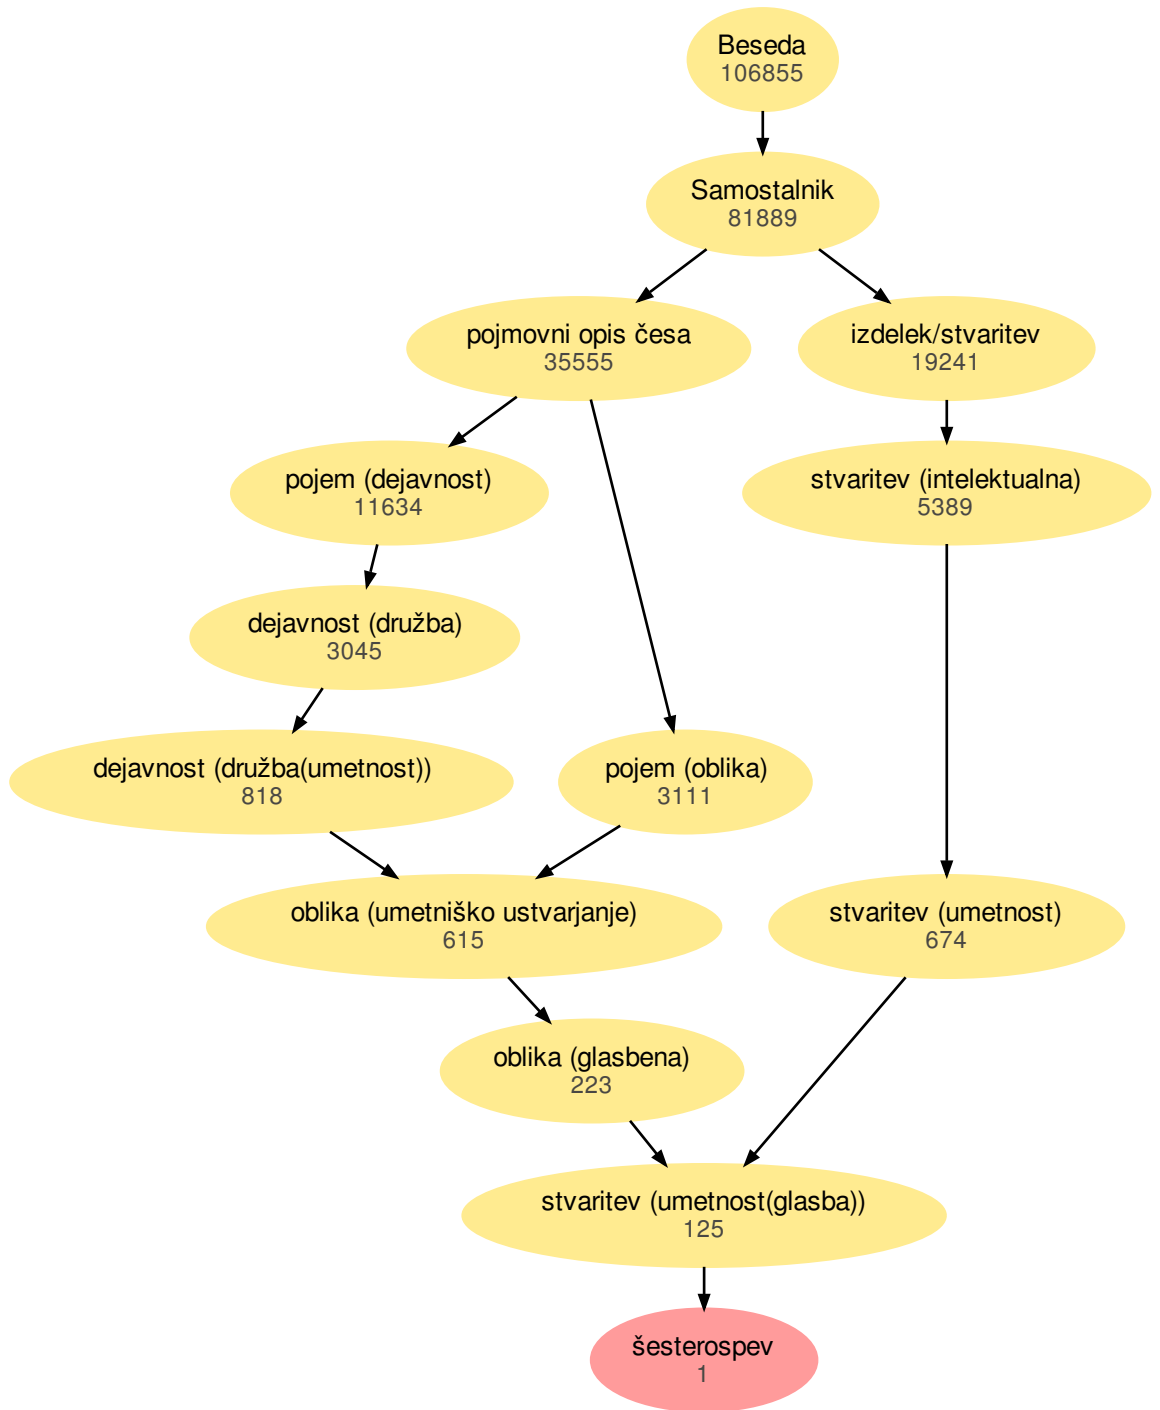 Beseda
106855
Samostalnik
81889
pojmovni opis česa
35555
izdelek/stvaritev
19241
pojem (dejavnost)
11634
stvaritev (intelektualna)
5389
dejavnost (družba)
3045
dejavnost (družba(umetnost))
818
pojem (oblika)
3111
oblika (umetniško ustvarjanje)
615
stvaritev (umetnost)
674
oblika (glasbena)
223
stvaritev (umetnost(glasba))
125
šesterospev
1